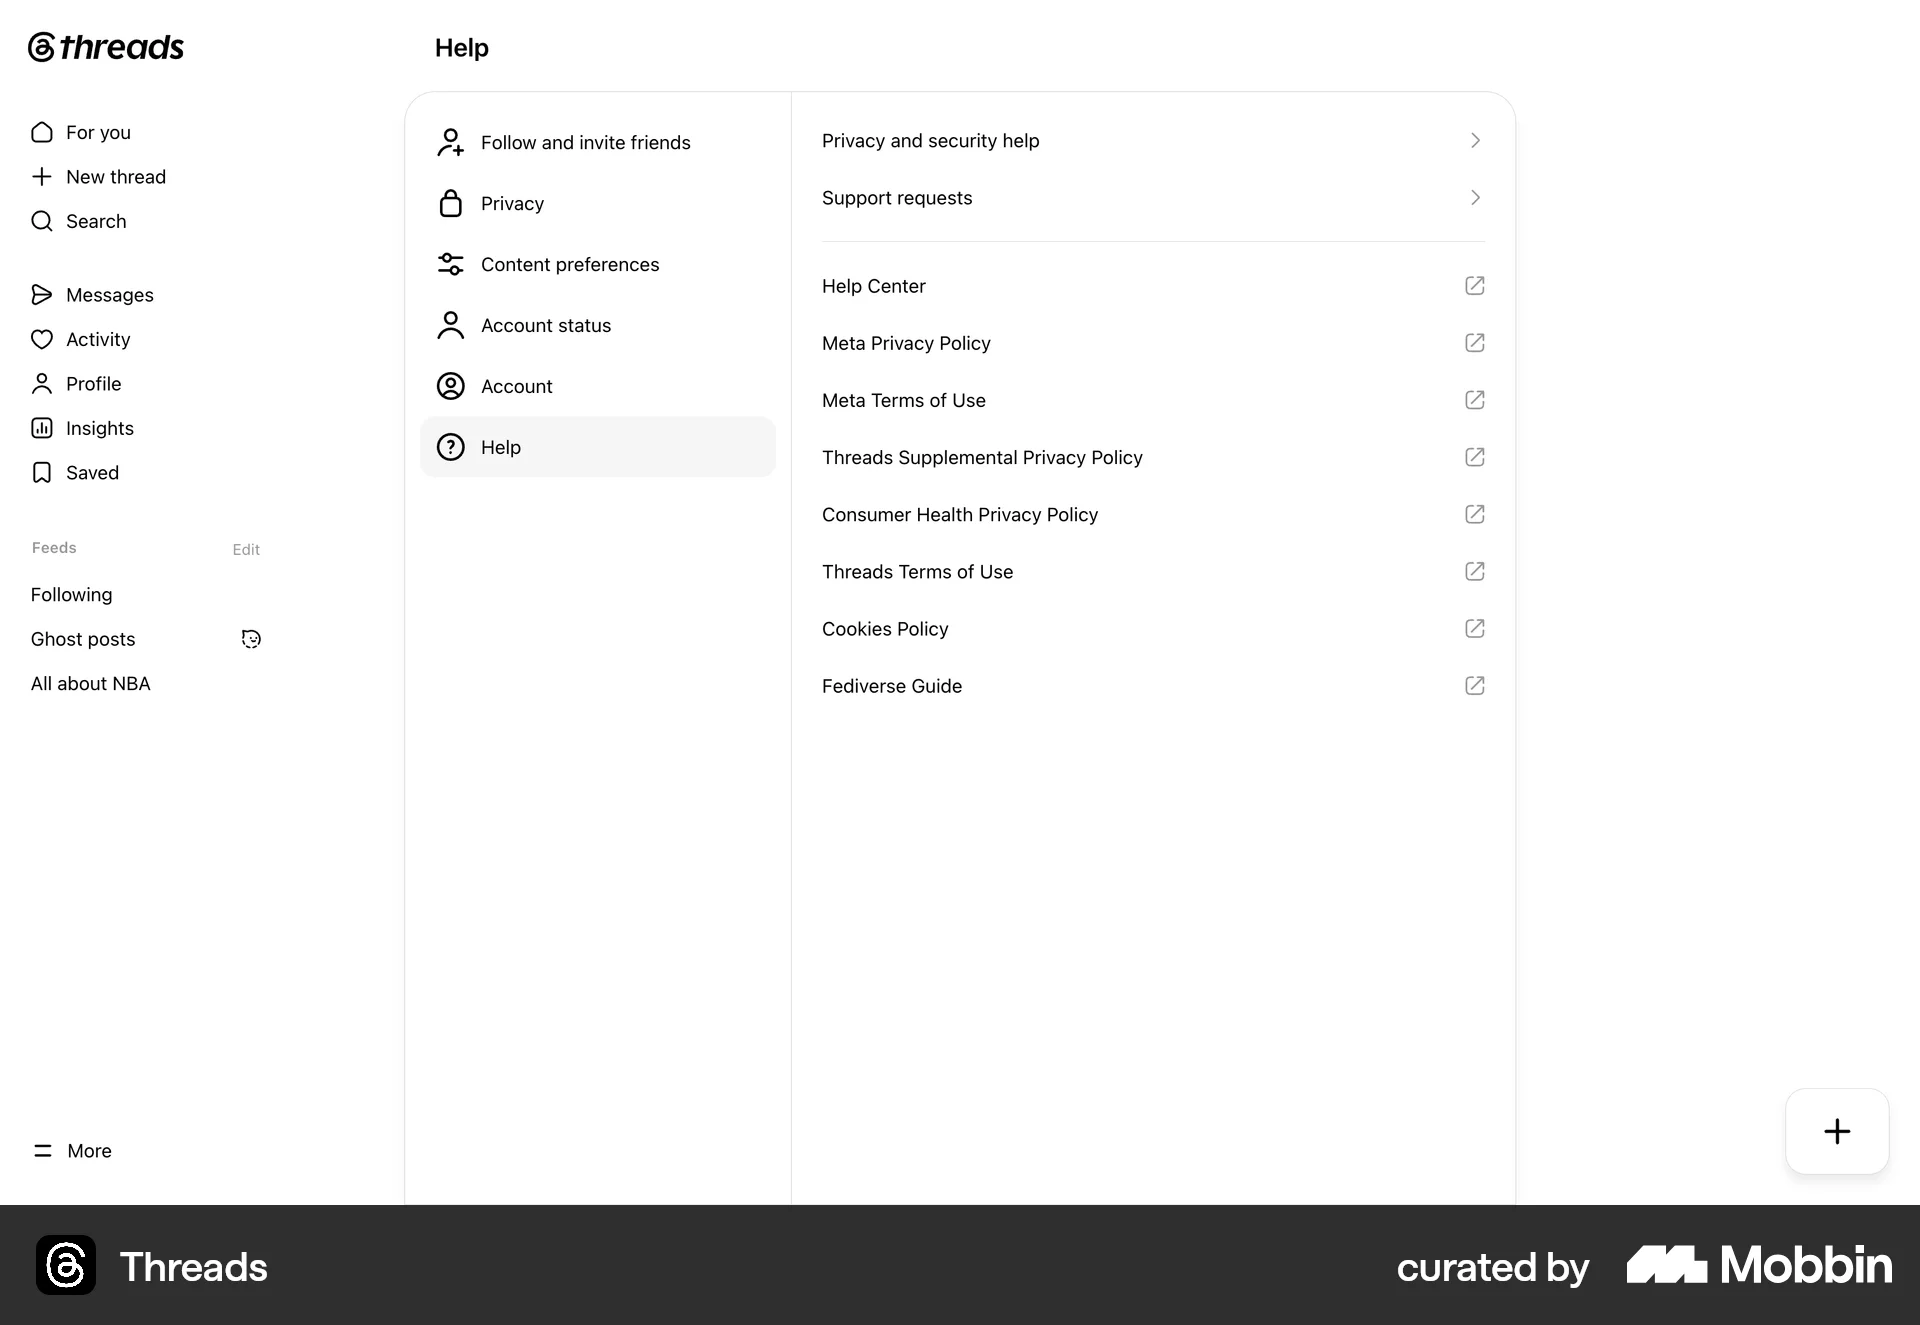 threads
For you
New thread
Search
Messages
Activity
Profile
Insights
Saved
Feeds
Edit
Following
Ghost posts
All about NBA
More
Help
Follow and invite friends
Privacy
Content preferences
Account status
Account
Help
Privacy and security help
Support requests
Help Center
Meta Privacy Policy
Meta Terms of Use
Threads Supplemental Privacy Policy
Consumer Health Privacy Policy
Threads Terms of Use
Cookies Policy
Fediverse Guide
Threads
curated by
Mobbin